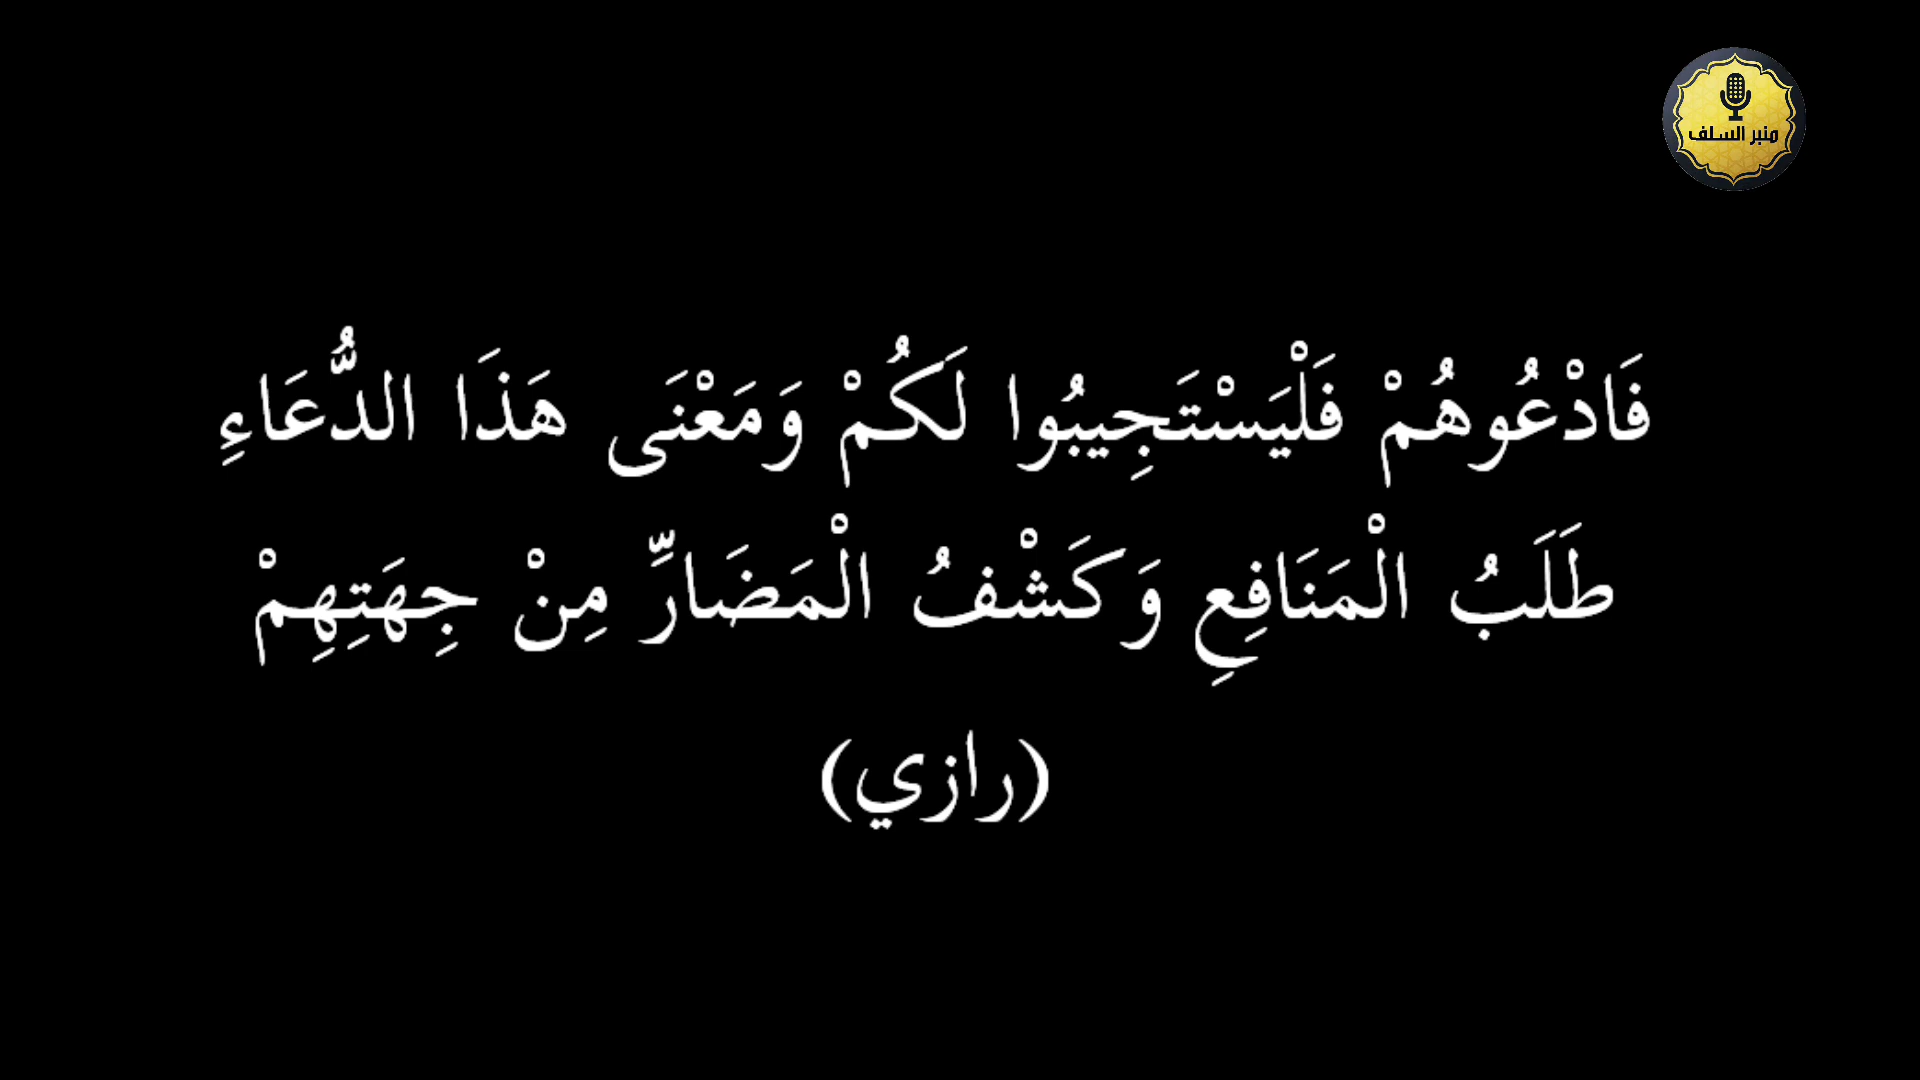 منبر السلف
فَادْعُوهُمْ فَلْيَسْتَجِيبُوا لَكُمْ وَمَعْنَى هَذَا الدُّعَاءِ
طَلَبُ الْمَنَافِعِ وَكَشْفُ الْمَضَارِّ مِنْ جِهَتِهِمْ
(رازي)